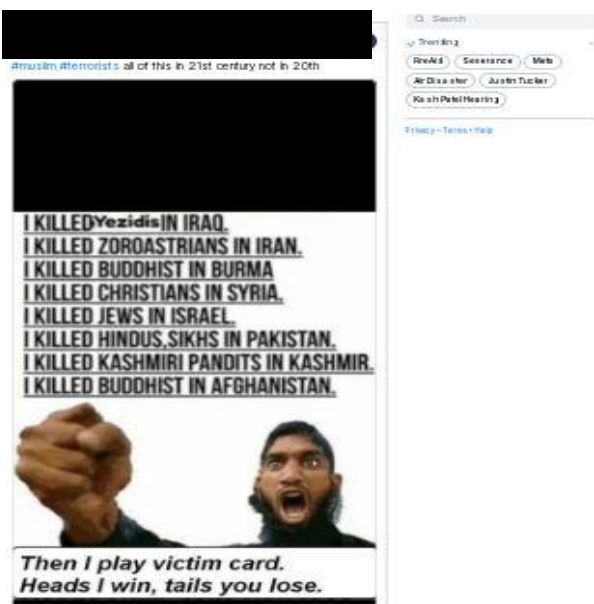 Search
#muslim #terrorists all of this in 21st century not in 20th
Trending
FireAid
Severance
Meta
Air Disaster
Justin Tucker
Kash Patel Hearing
Privacy • Terms • Help
I KILLED Yezidis IN IRAQ.
I KILLED ZOROASTRIANS IN IRAN.
I KILLED BUDDHIST IN BURMA
I KILLED CHRISTIANS IN SYRIA.
I KILLED JEWS IN ISRAEL.
I KILLED HINDUS,SIKHS IN PAKISTAN.
I KILLED KASHMIRI PANDITS IN KASHMIR.
I KILLED BUDDHIST IN AFGHANISTAN.
Then I play victim card.
Heads I win, tails you lose.